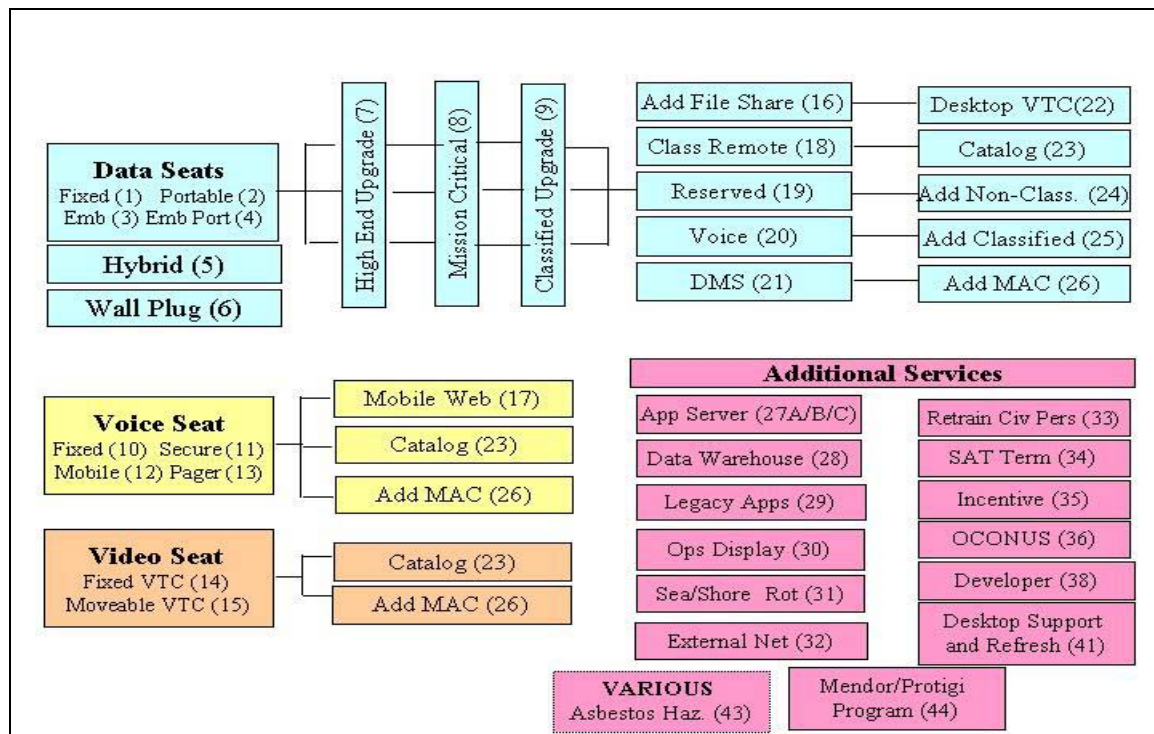 Data Seats
Fixed (1) Portable (2)
Emb (3) Emb Port (4)
Hybrid (5)
Wall Plug (6)
High End Upgrade (7)
Mission Critical (8)
Classified Upgrade (9)
Add File Share (16)
Desktop VTC(22)
Class Remote (18)
Catalog (23)
Reserved (19)
Add Non-Class. (24)
Voice (20)
Add Classified (25)
DMS (21)
Add MAC (26)
Voice Seat
Fixed (10) Secure (11)
Mobile (12) Pager (13)
Mobile Web (17)
Catalog (23)
Add MAC (26)
Video Seat
Fixed VTC (14)
Moveable VTC (15)
Catalog (23)
Add MAC (26)
Additional Services
App Server (27A/B/C)
Data Warehouse (28)
Legacy Apps (29)
Ops Display (30)
Sea/Shore Rot (31)
External Net (32)
Retrain Civ Pers (33)
SAT Term (34)
Incentive (35)
OCONUS (36)
Developer (38)
Desktop Support
and Refresh (41)
VARIOUS
Asbestos Haz. (43)
Mendor/Protigi
Program (44)